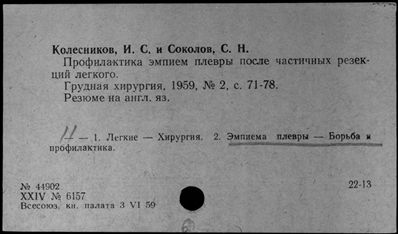 Колесников, И. С. и Соколов, С. Н.
Профилактика эмпием плевры после частичных резек-
ций легкого.
Грудная хирургия, 1959, № 2, с. 71-78.
Резюме на англ. яз.
— 1. Легкие — Хирургия. 2. Эмпиема плевры — Борьба и
профилактика.
№ 44902
22-13
XXIV № 6157
Всесоюз. кн. палата 3 VI 59